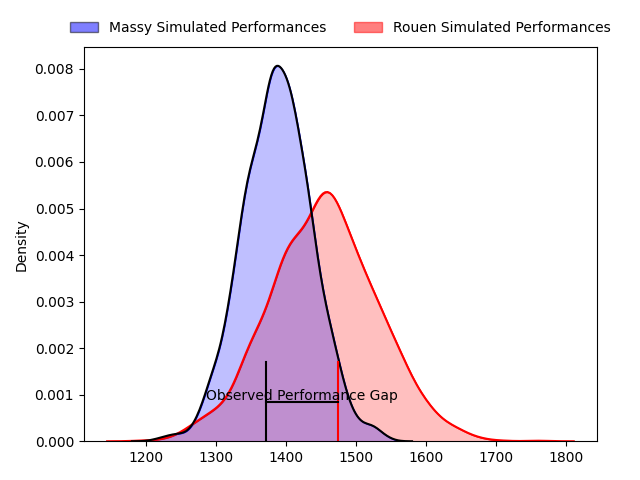 Massy Simulated Performances
Rouen Simulated Performances
Density
0.008
0.007
0.006
0.005
0.004
0.003
0.002
0.001
0.000
Observed Performance Gap
1200 1300 1400 1500 1600 1700 1800